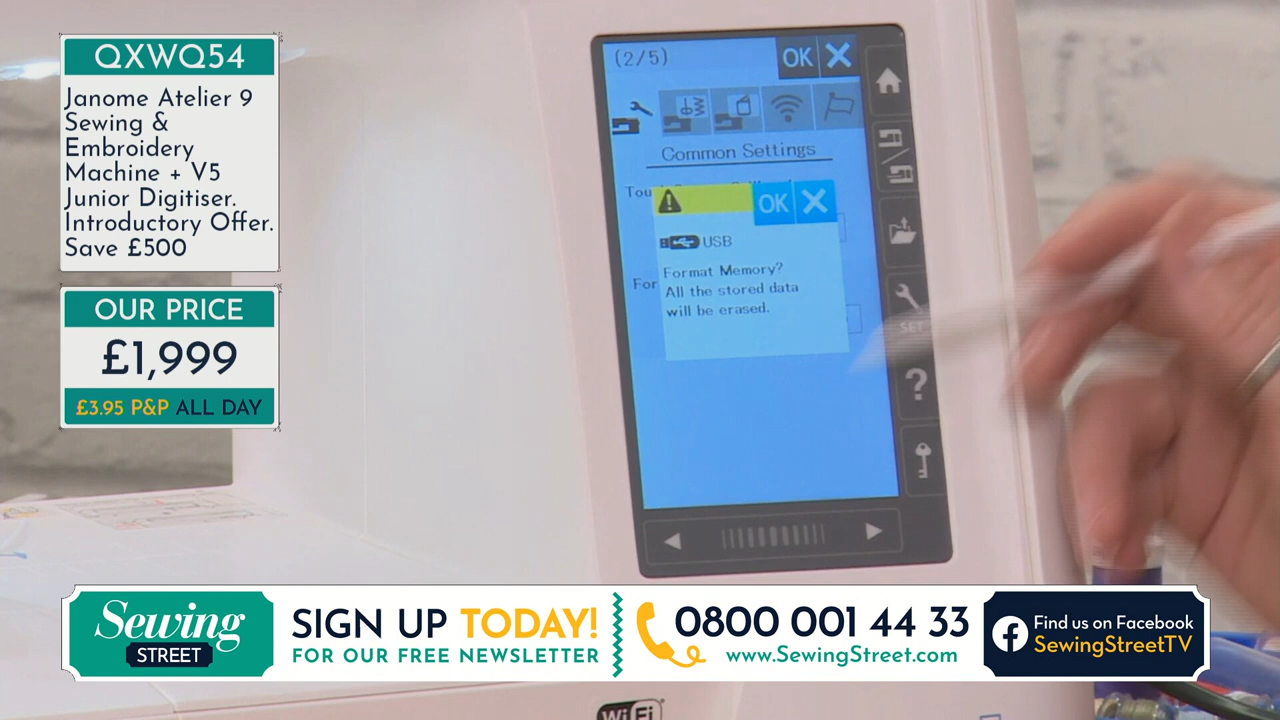 QXWQ54
Janome Atelier 9
Sewing &
Embroidery
Machine + V5
Junior Digitiser.
Introductory Offer.
Save £500
OUR PRICE
£1,999
£3.95 P&P ALL DAY
(2/5)
OK
Common Settings
Tou
OK
USB
Format Memory?
All the stored data
will be erased.
For
SET
?
Sewing
STREET
SIGN UP TODAY!
FOR OUR FREE NEWSLETTER
0800 001 44 33
www.SewingStreet.com
Find us on Facebook
SewingStreetTV
WiFi